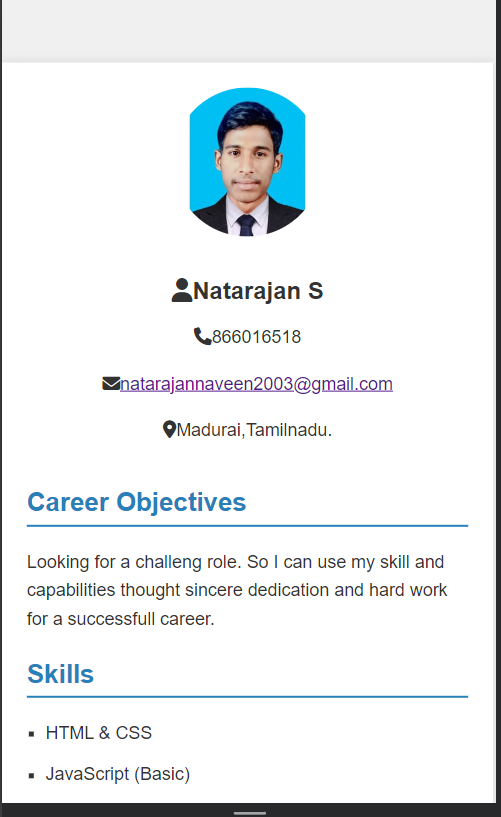 Natarajan S
866016518
natarajannaveen2003@gmail.com
Madurai,Tamilnadu.
Career Objectives
Looking for a challeng role. So I can use my skill and
capabilities thought sincere dedication and hard work
for a successfull career.
Skills
HTML & CSS
JavaScript (Basic)